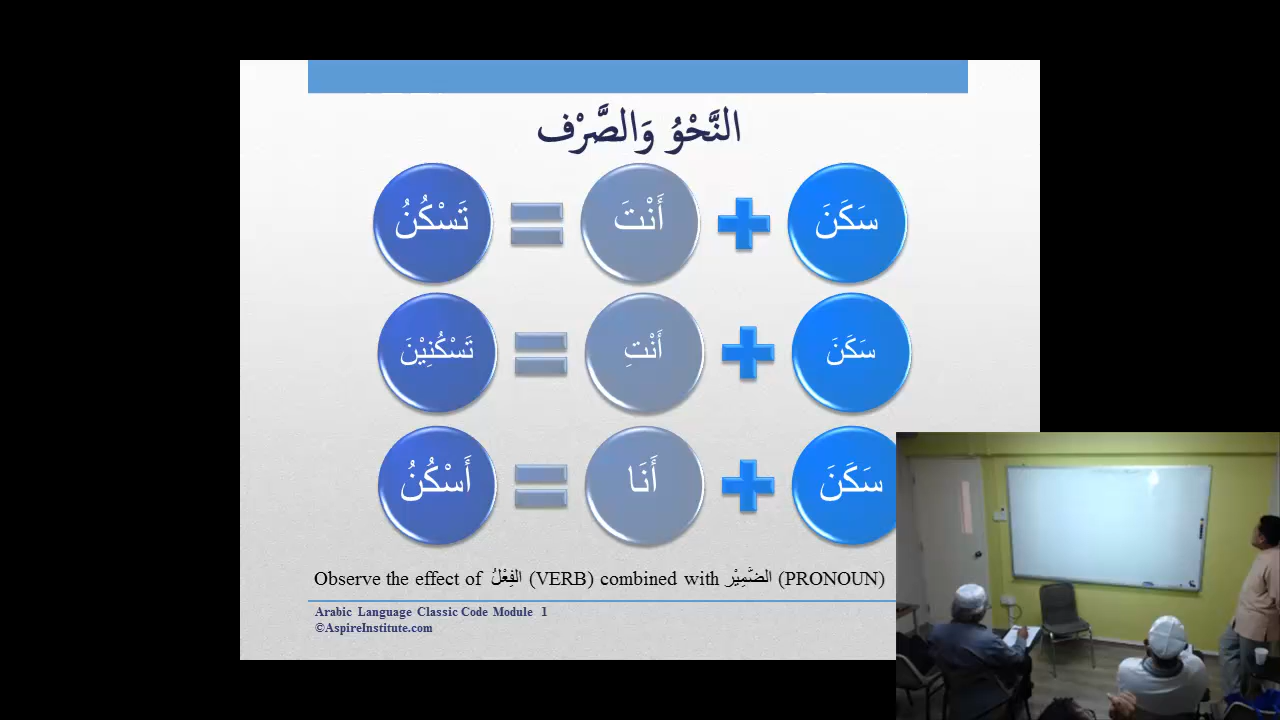 النَّحْوُ وَالصَّرْف
سَكَنَ + أَنْتَ = تَسْكُنُ
سَكَنَ + أَنْتِ = تَسْكُنِيْنَ
سَكَنَ + أَنَا = أَسْكُنُ
Observe the effect of الفِعْلُ (VERB) combined with الضَّمِيْر (PRONOUN)
Arabic Language Classic Code Module 1
©AspireInstitute.com